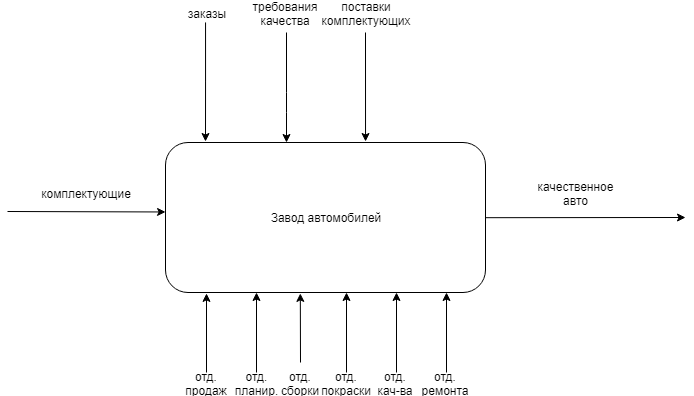 заказы
требования
качества
поставки
комплектующих
комплектующие
Завод автомобилей
качественное
авто
отд.
продаж
отд.
планир.
отд.
сборки
отд.
покраски
отд.
кач-ва
отд.
ремонта